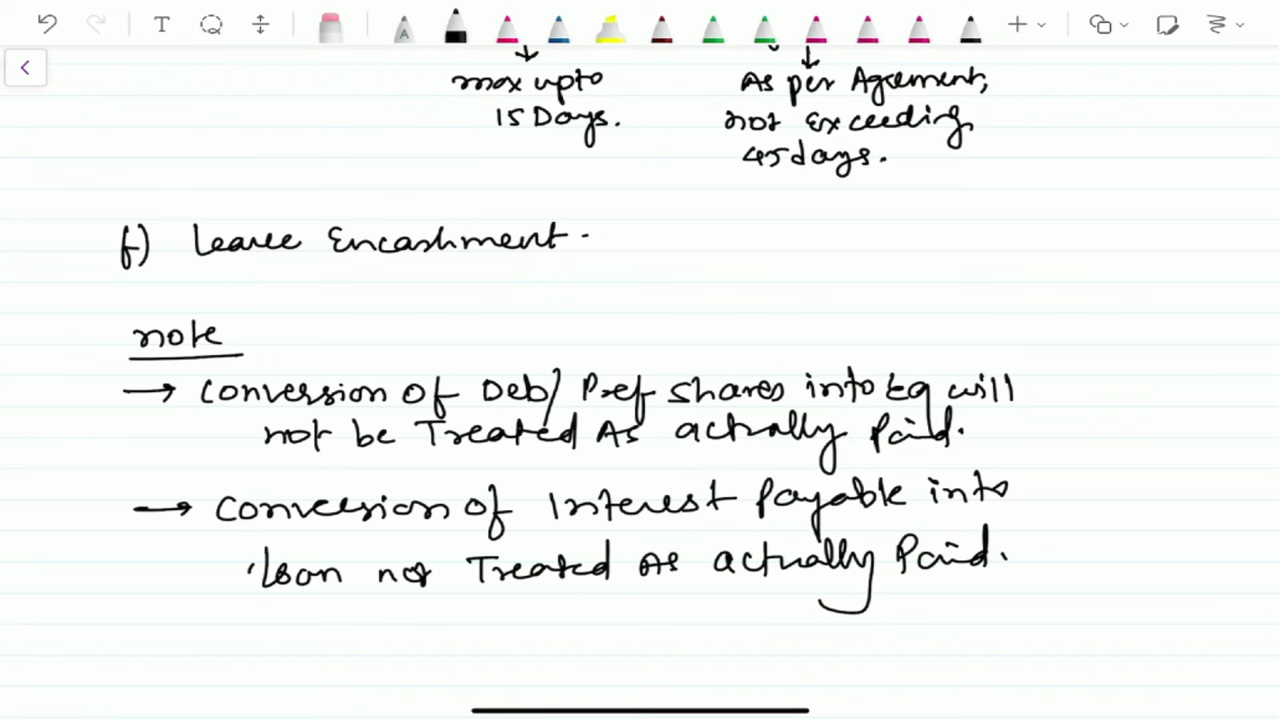 max upto
15 Days.
As per Agreement,
not exceeding
45 days.
f) Leave Encashment.
note
→ Conversion of Deb/ Pref shares into Eq will
not be Treated As actually Paid.
→ Conversion of Interest Payable into
loan not Treated As actually Paid.